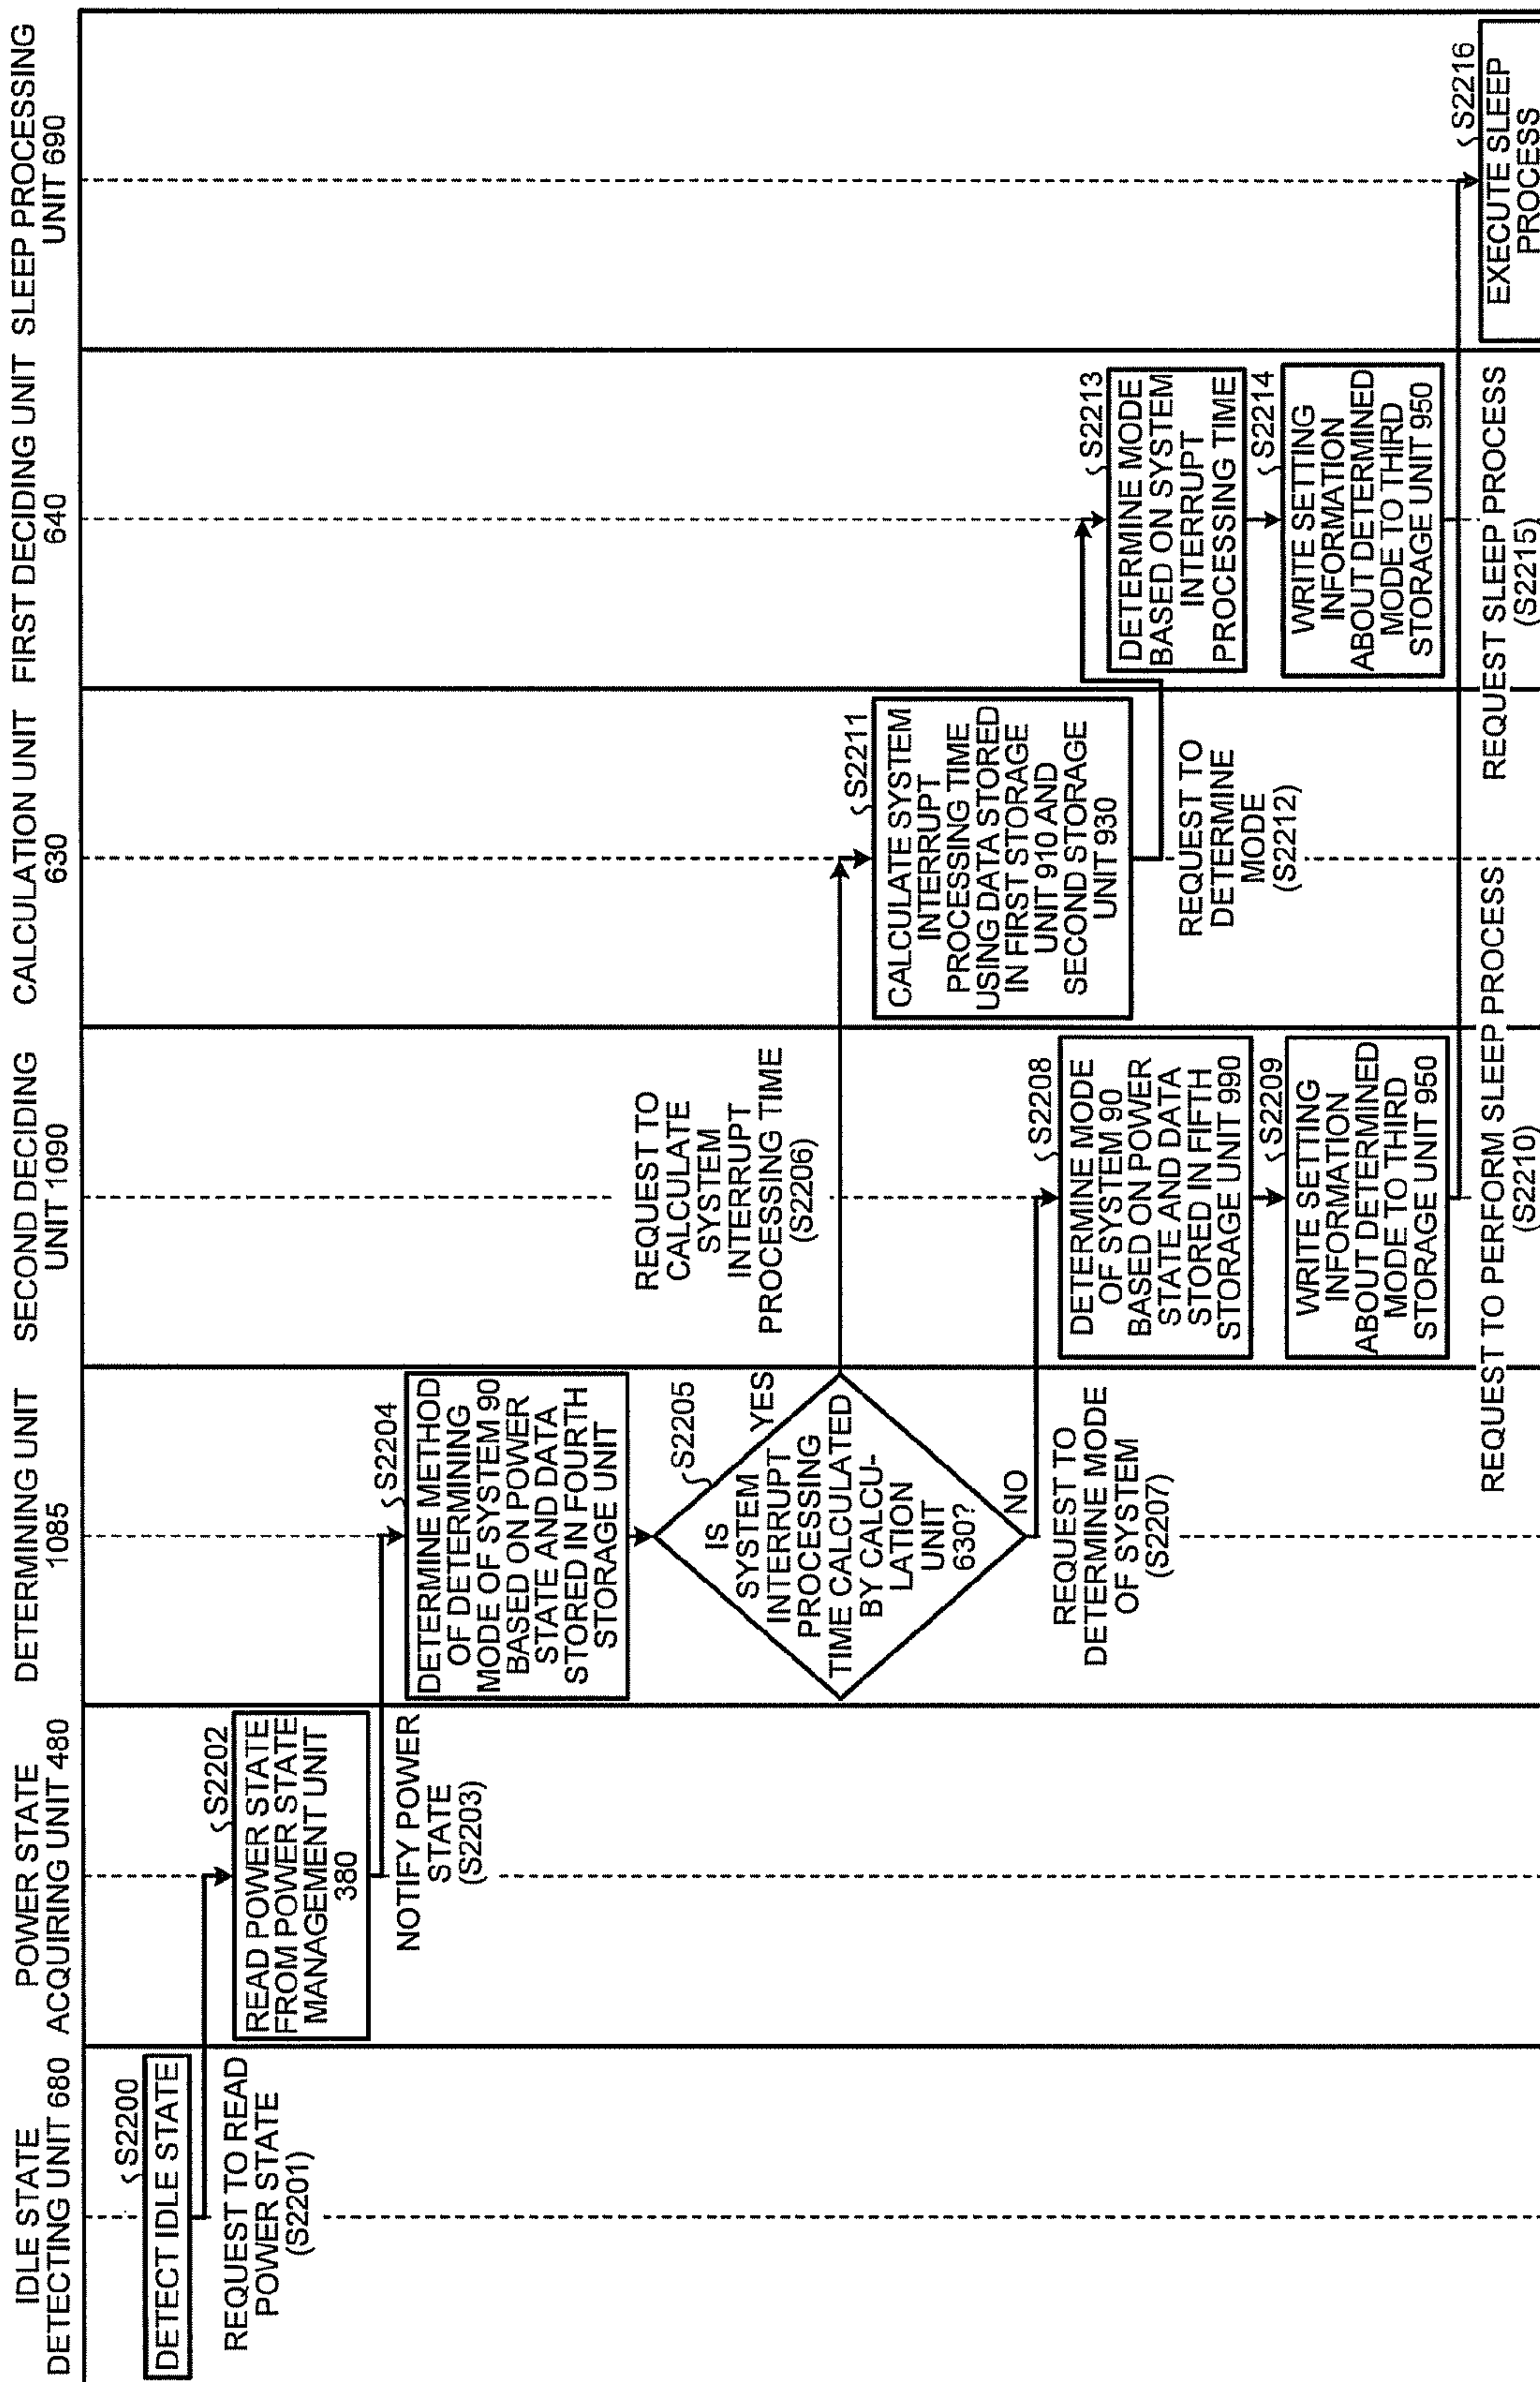 IDLE STATE
DETECTING UNIT 680
POWER STATE
ACQUIRING UNIT 480
DETERMINING UNIT
1085
SECOND DECIDING
UNIT 1090
CALCULATION UNIT
630
FIRST DECIDING UNIT
640
SLEEP PROCESSING
UNIT 690
S2200
DETECT IDLE STATE
REQUEST TO READ
POWER STATE
(S2201)
S2202
READ POWER STATE
FROM POWER STATE
MANAGEMENT UNIT
380
NOTIFY POWER
STATE
(S2203)
S2204
DETERMINE METHOD
OF DETERMINING
MODE OF SYSTEM 90
BASED ON POWER
STATE AND DATA
STORED IN FOURTH
STORAGE UNIT
S2205
IS
SYSTEM
INTERRUPT
PROCESSING
TIME CALCULATED
BY CALCU-
LATION
UNIT
630?
YES
NO
REQUEST TO
CALCULATE
SYSTEM
INTERRUPT
PROCESSING TIME
(S2206)
REQUEST TO
DETERMINE MODE
OF SYSTEM
(S2207)
S2208
DETERMINE MODE
OF SYSTEM 90
BASED ON POWER
STATE AND DATA
STORED IN FIFTH
STORAGE UNIT 990
S2209
WRITE SETTING
INFORMATION
ABOUT DETERMINED
MODE TO THIRD
STORAGE UNIT 950
REQUEST TO PERFORM SLEEP PROCESS
(S2210)
S2211
CALCULATE SYSTEM
INTERRUPT
PROCESSING TIME
USING DATA STORED
IN FIRST STORAGE
UNIT 910 AND
SECOND STORAGE
UNIT 930
REQUEST TO
DETERMINE
MODE
(S2212)
S2213
DETERMINE MODE
BASED ON SYSTEM
INTERRUPT
PROCESSING TIME
S2214
WRITE SETTING
INFORMATION
ABOUT DETERMINED
MODE TO THIRD
STORAGE UNIT 950
REQUEST SLEEP PROCESS
(S2215)
S2216
EXECUTE SLEEP
PROCESS